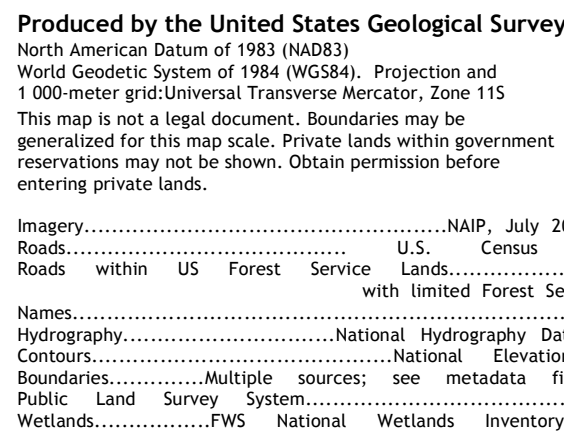 Produced by the United States Geological Survey
North American Datum of 1983 (NAD83)
World Geodetic System of 1984 (WGS84). Projection and
1 000-meter grid:Universal Transverse Mercator, Zone 11S
This map is not a legal document. Boundaries may be
generalized for this map scale. Private lands within government
reservations may not be shown. Obtain permission before
entering private lands.
Imagery.....................................................NAIP, July
Roads......................................... U.S. Census
Roads within US Forest Service Lands.................
with limited Forest
Names.........................................................................
Hydrography...............................National Hydrography
Contours............................................National Elevation
Boundaries..............Multiple sources; see metadata
Public Land Survey System......................................
Wetlands.................FWS National Wetlands Inventory